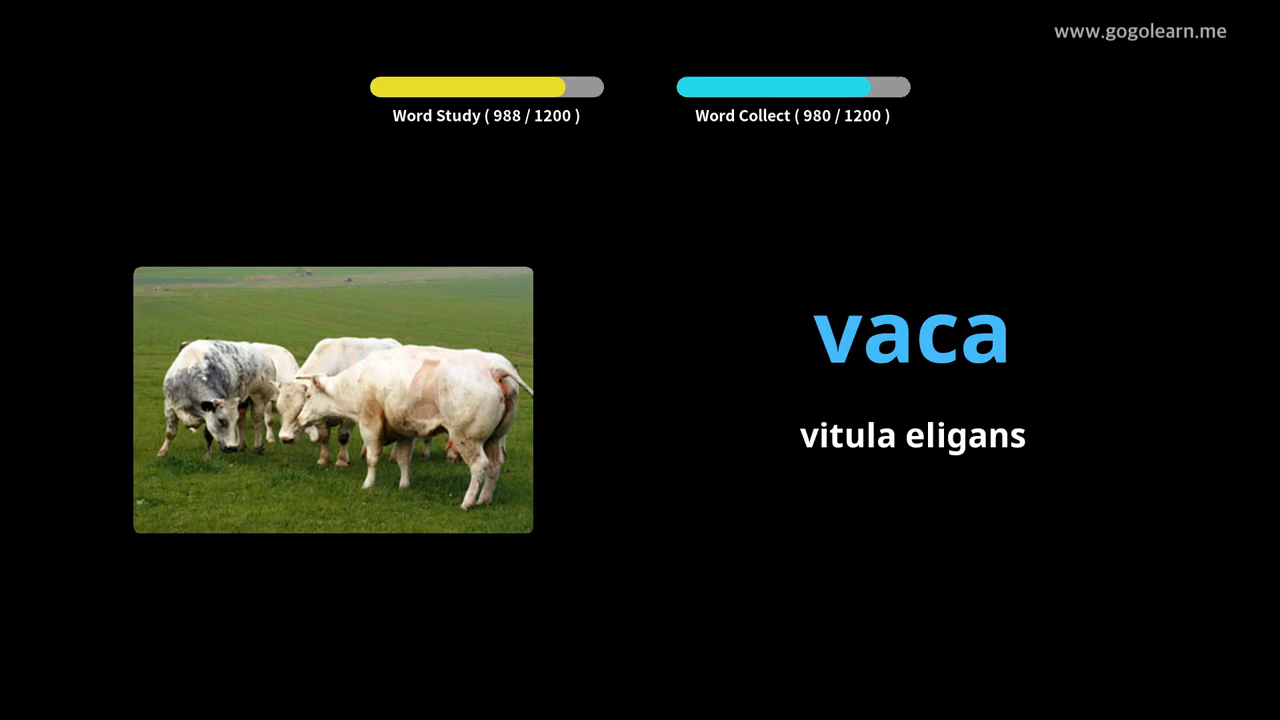 www.gogolearn.me
Word Study ( 988 / 1200 )
Word Collect ( 980 / 1200 )
vaca
vitula eligans